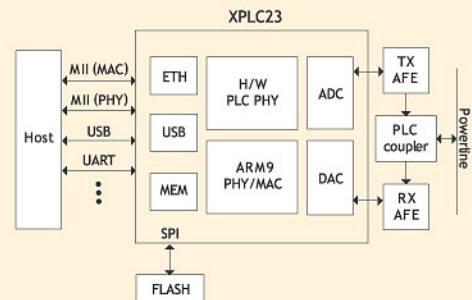 XPLC23
Host
MII (MAC)
MII (PHY)
USB
UART
ETH
USB
MEM
H/W
PLC PHY
ARM9
PHY/MAC
ADC
DAC
TX
AFE
PLC
coupler
RX
AFE
Powerline
SPI
FLASH